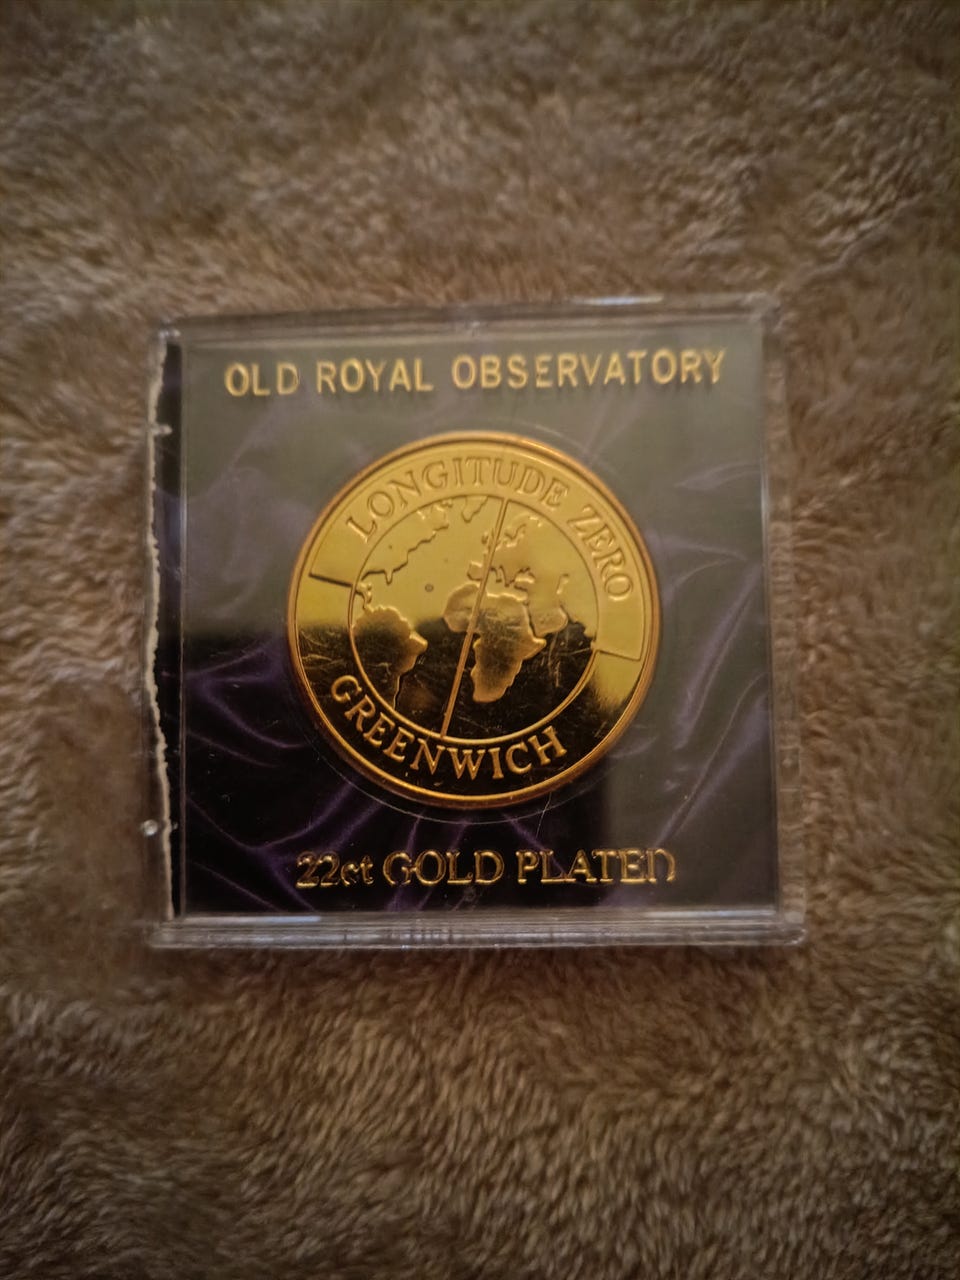 OLD ROYAL OBSERVATORY
LONGITUDE ZERO
GREENWICH
22ct GOLD PLATED